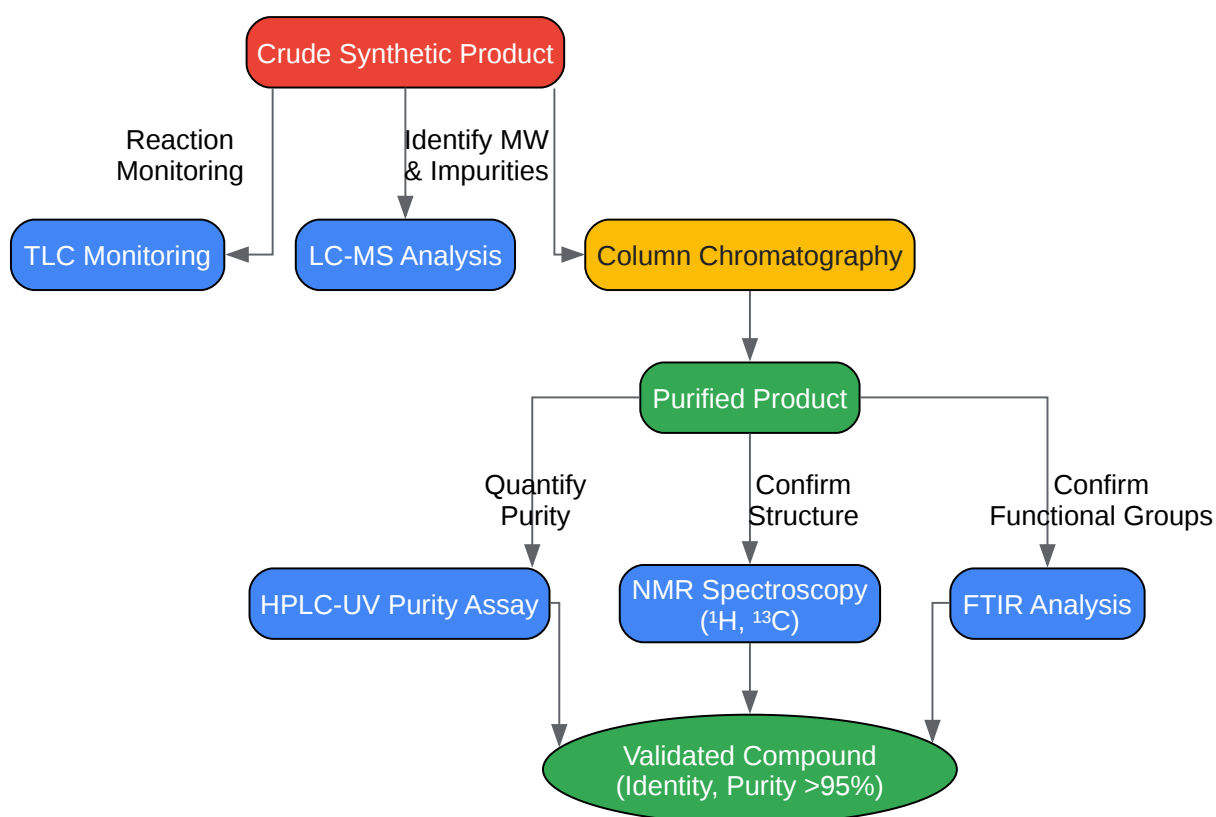 Crude Synthetic Product
Reaction
Monitoring
Identify MW
& Impurities
TLC Monitoring
LC-MS Analysis
Column Chromatography
Purified Product
Quantify
Purity
Confirm
Structure
Confirm
Functional Groups
HPLC-UV Purity Assay
NMR Spectroscopy
(¹H, ¹³C)
FTIR Analysis
Validated Compound
(Identity, Purity >95%)